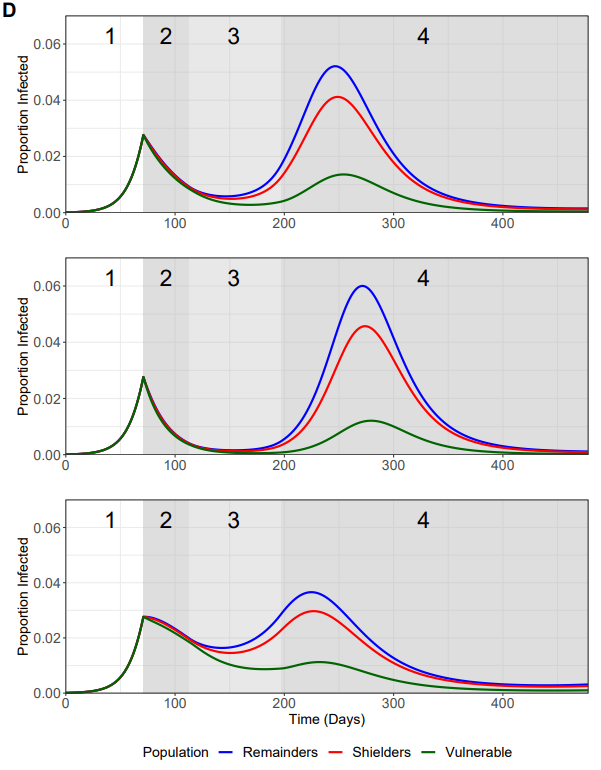 D
1 2 3 4
Proportion Infected
0.06
0.04
0.02
0.00
0 100 200 300 400
1 2 3 4
Proportion Infected
0.06
0.04
0.02
0.00
0 100 200 300 400
1 2 3 4
Proportion Infected
0.06
0.04
0.02
0.00
0 100 200 300 400
Time (Days)
Population Remainders Shielders Vulnerable